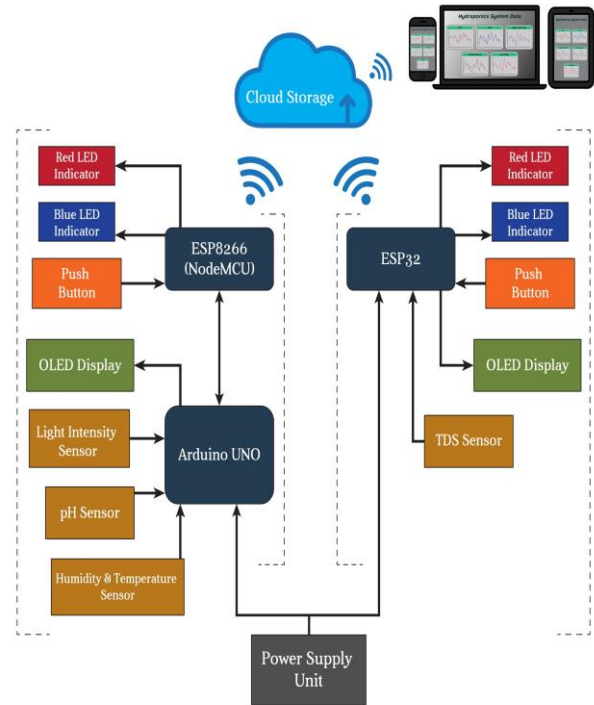 Hydroponics System Data
Cloud Storage
Red LED
Indicator
Blue LED
Indicator
Push
Button
ESP8266
(NodeMCU)
OLED Display
Light Intensity
Sensor
Arduino UNO
pH Sensor
Humidity & Temperature
Sensor
Red LED
Indicator
Blue LED
Indicator
ESP32
Push
Button
OLED Display
TDS Sensor
Power Supply
Unit